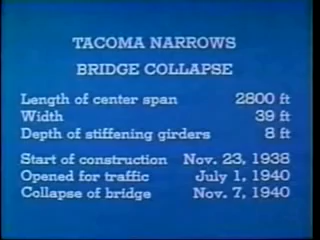 TACOMA NARROWS
BRIDGE COLLAPSE
Length of center span 2800 ft
Width 39 ft
Depth of stiffening girders 8 ft
Start of construction Nov. 23, 1938
Opened for traffic July 1, 1940
Collapse of bridge Nov. 7, 1940